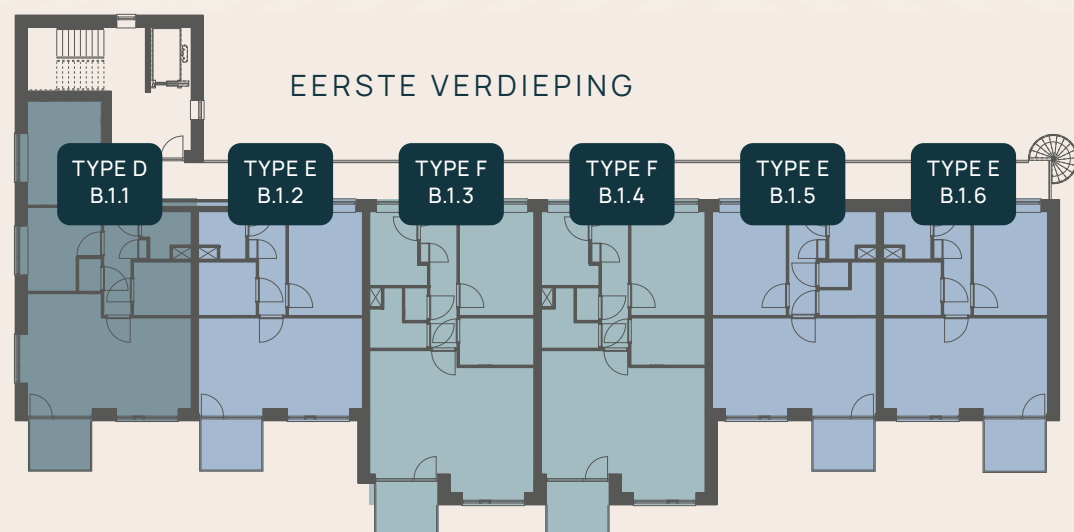 EERSTE VERDIEPING
TYPE D
B.1.1
TYPE E
B.1.2
TYPE F
B.1.3
TYPE F
B.1.4
TYPE E
B.1.5
TYPE E
B.1.6